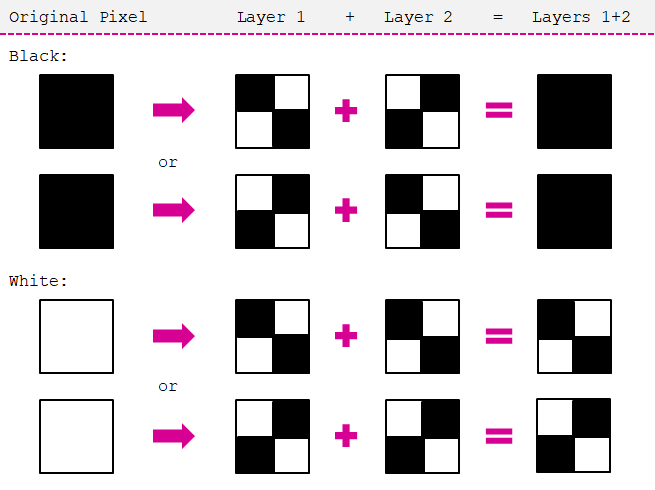 Original Pixel Layer 1 + Layer 2 = Layers 1+2
Black:
or
White:
or